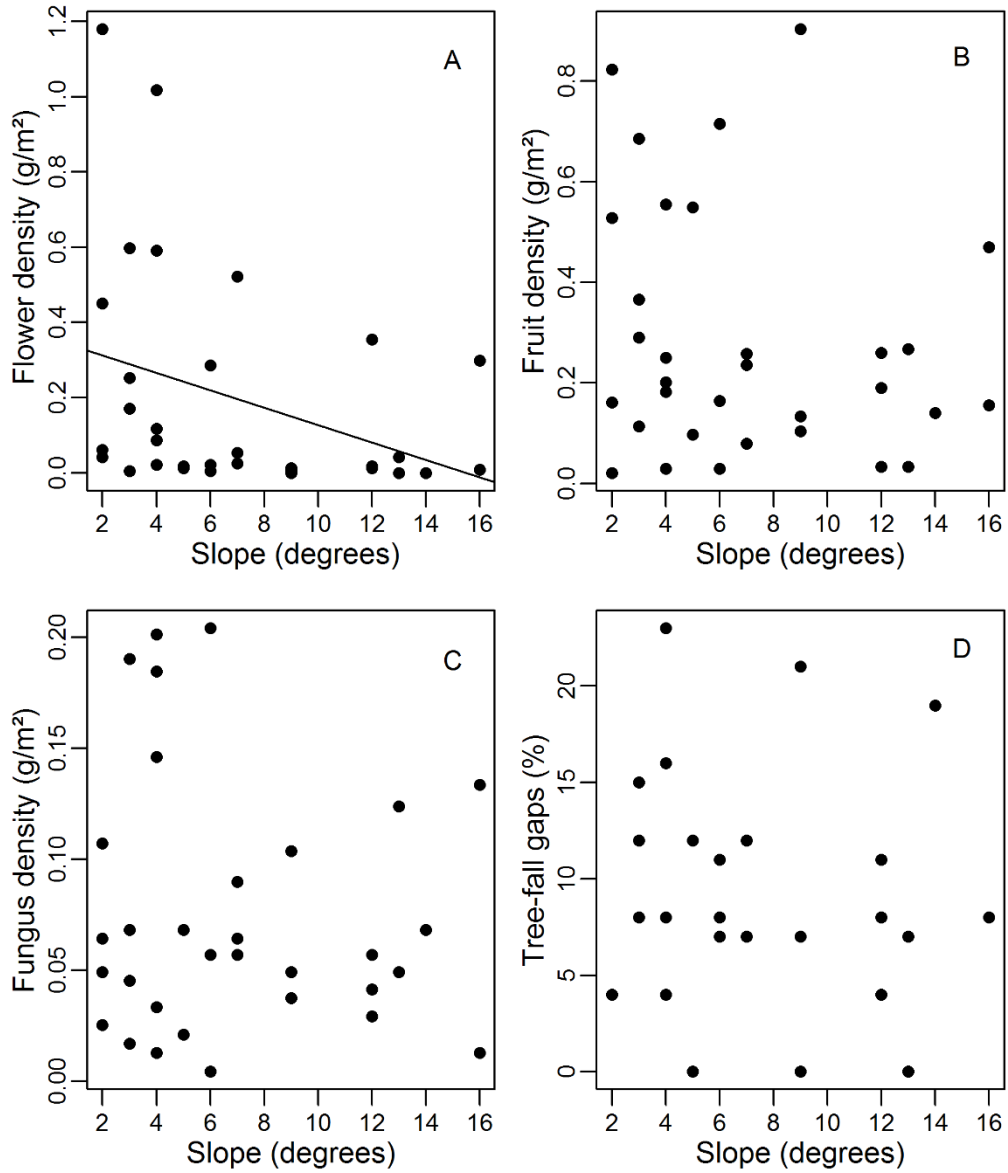 A
Flower density (g/m²)
0.0 0.2 0.4 0.6 0.8 1.0 1.2
2 4 6 8 10 12 14 16
Slope (degrees)
B
Fruit density (g/m²)
0.0 0.2 0.4 0.6 0.8
2 4 6 8 10 12 14 16
Slope (degrees)
C
Fungus density (g/m²)
0.00 0.05 0.10 0.15 0.20
2 4 6 8 10 12 14 16
Slope (degrees)
D
Tree-fall gaps (%)
0 5 10 15 20
2 4 6 8 10 12 14 16
Slope (degrees)